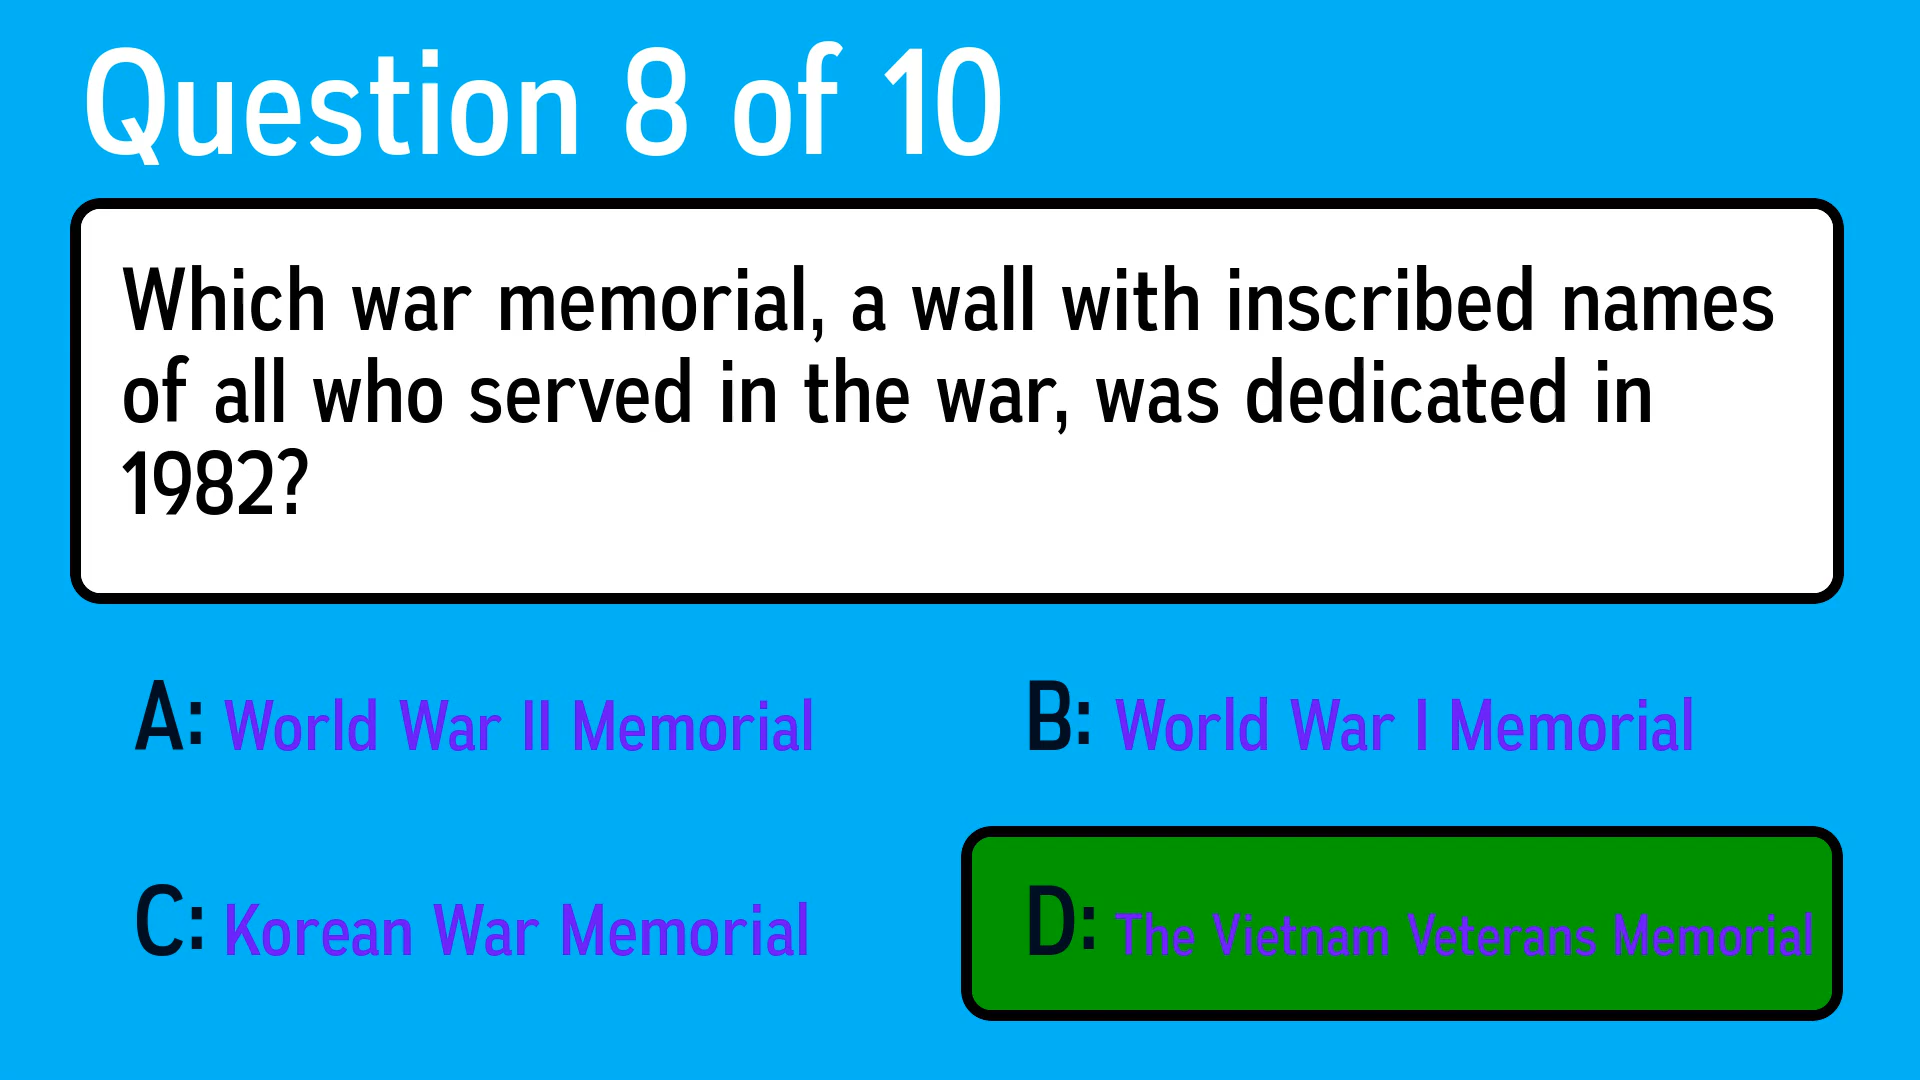 Question 8 of 10
Which war memorial, a wall with inscribed names
of all who served in the war, was dedicated in
1982?
A: World War II Memorial
B: World War I Memorial
C: Korean War Memorial
D: The Vietnam Veterans Memorial